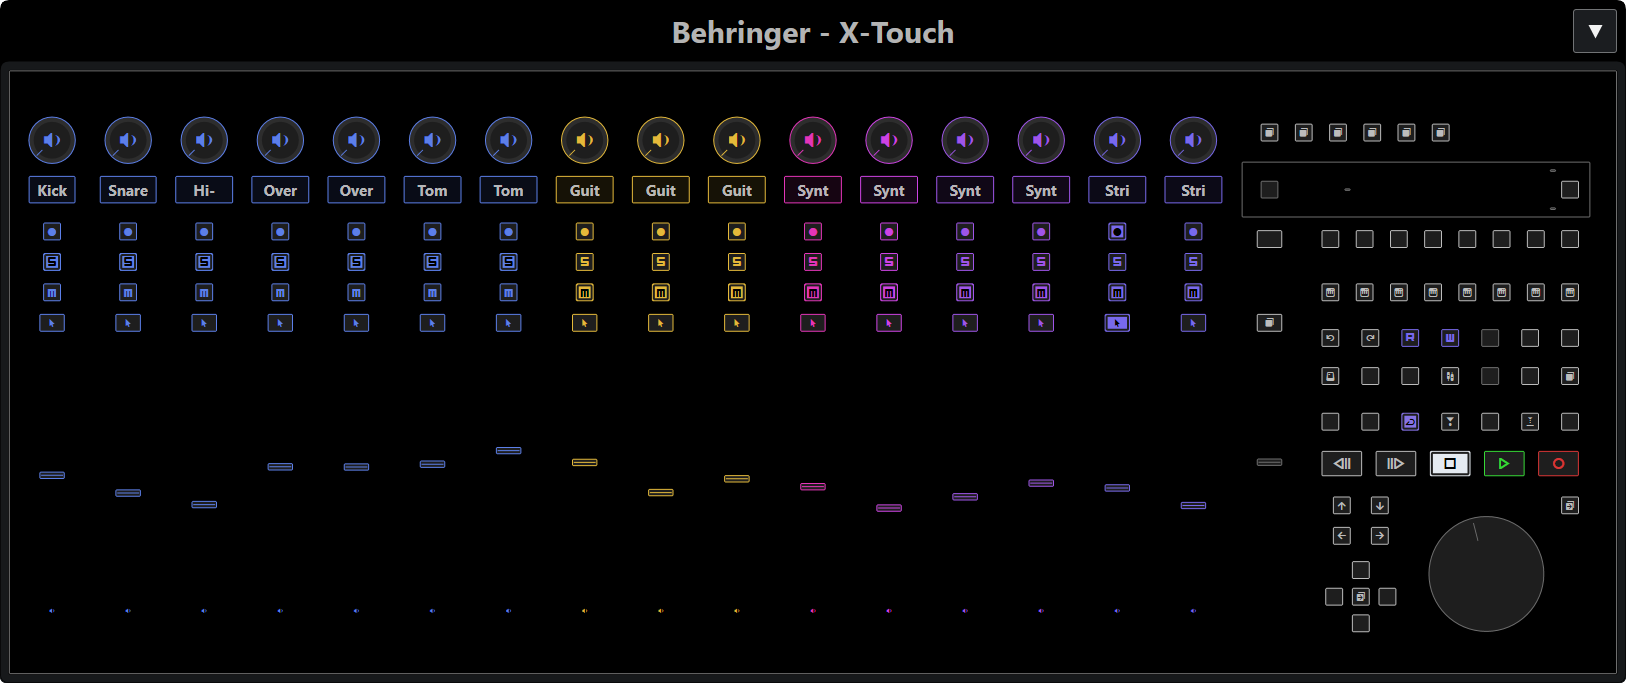 Behringer - X-Touch
Kick Snare Hi- Over Over Tom Tom Guit Guit Guit Synt Synt Synt Synt Stri Stri
S S S S S S S S S S S S S S S S
m m m m m m m m m m m m m m m m
R W